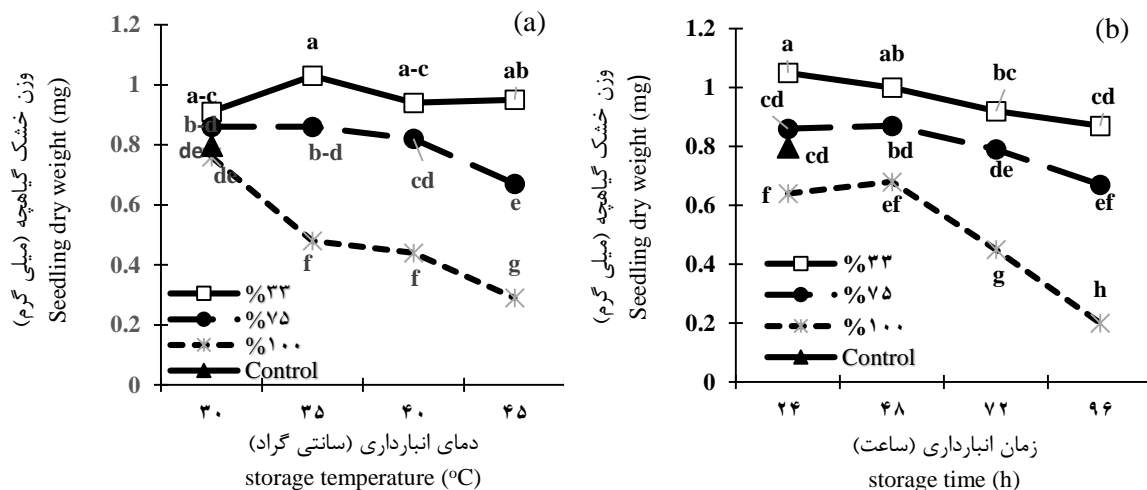 (a)
وزن خشک گیاهچه (میلی گرم)
Seedling dry weight (mg)
1.2
1
0.8
0.6
0.4
0.2
0
a-c
a
a-c
ab
b-d
b-d
cd
e
de
de
f
f
g
%۳۳
%۷۵
%۱۰۰
Control
۳۰ ۳۵ ۴۰ ۴۵
دمای انبارداری (سانتی گراد)
storage temperature (°C)
(b)
وزن خشک گیاهچه (میلی گرم)
Seedling dry weight (mg)
1.2
1
0.8
0.6
0.4
0.2
0
a
ab
bc
cd
cd
cd
bd
de
ef
f
ef
g
h
%۳۳
%۷۵
%۱۰۰
Control
۲۴ ۴۸ ۷۲ ۹۶
زمان انبارداری (ساعت)
storage time (h)